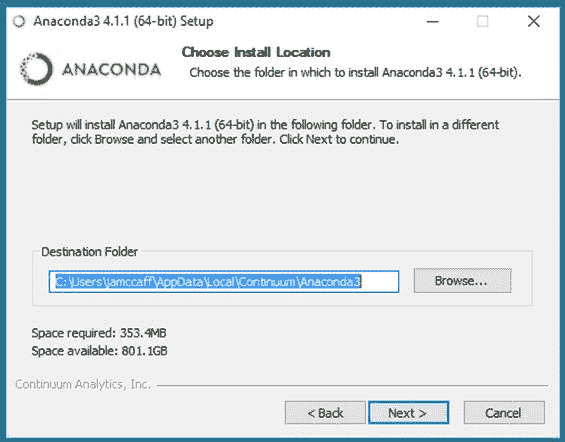 Anaconda3 4.1.1 (64-bit) Setup
Choose Install Location
Choose the folder in which to install Anaconda3 4.1.1 (64-bit).
ANACONDA
Setup will install Anaconda3 4.1.1 (64-bit) in the following folder. To install in a different
folder, click Browse and select another folder. Click Next to continue.
Destination Folder
C:\Users\jamccaff\AppData\Local\Continuum\Anaconda3
Browse...
Space required: 353.4MB
Space available: 801.1GB
Continuum Analytics, Inc.
< Back
Next >
Cancel